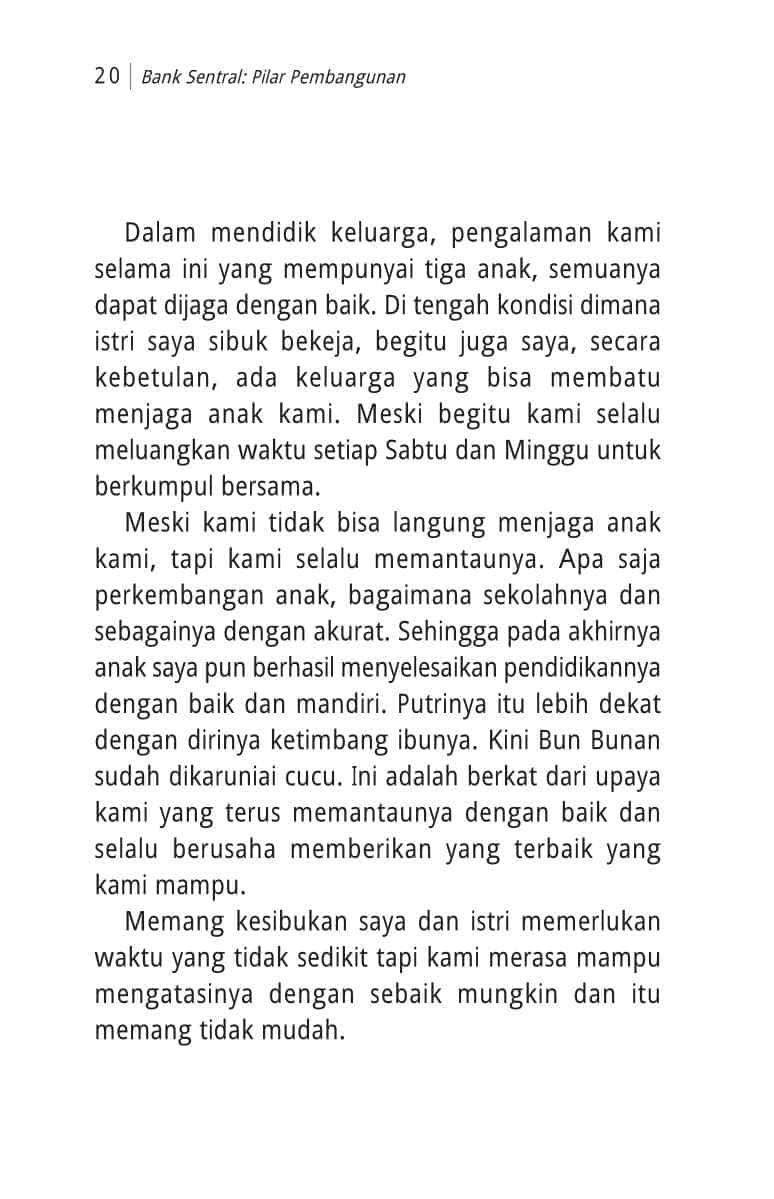 20 | Bank Sentral: Pilar Pembangunan
Dalam mendidik keluarga, pengalaman kami
selama ini yang mempunyai tiga anak, semuanya
dapat dijaga dengan baik. Di tengah kondisi dimana
istri saya sibuk bekeja, begitu juga saya, secara
kebetulan, ada keluarga yang bisa membatu
menjaga anak kami. Meski begitu kami selalu
meluangkan waktu setiap Sabtu dan Minggu untuk
berkumpul bersama.
Meski kami tidak bisa langung menjaga anak
kami, tapi kami selalu memantaunya. Apa saja
perkembangan anak, bagaimana sekolahnya dan
sebagainya dengan akurat. Sehingga pada akhirnya
anak saya pun berhasil menyelesaikan pendidikannya
dengan baik dan mandiri. Putrinya itu lebih dekat
dengan dirinya ketimbang ibunya. Kini Bun Bunan
sudah dikaruniai cucu. Ini adalah berkat dari upaya
kami yang terus memantaunya dengan baik dan
selalu berusaha memberikan yang terbaik yang
kami mampu.
Memang kesibukan saya dan istri memerlukan
waktu yang tidak sedikit tapi kami merasa mampu
mengatasinya dengan sebaik mungkin dan itu
memang tidak mudah.